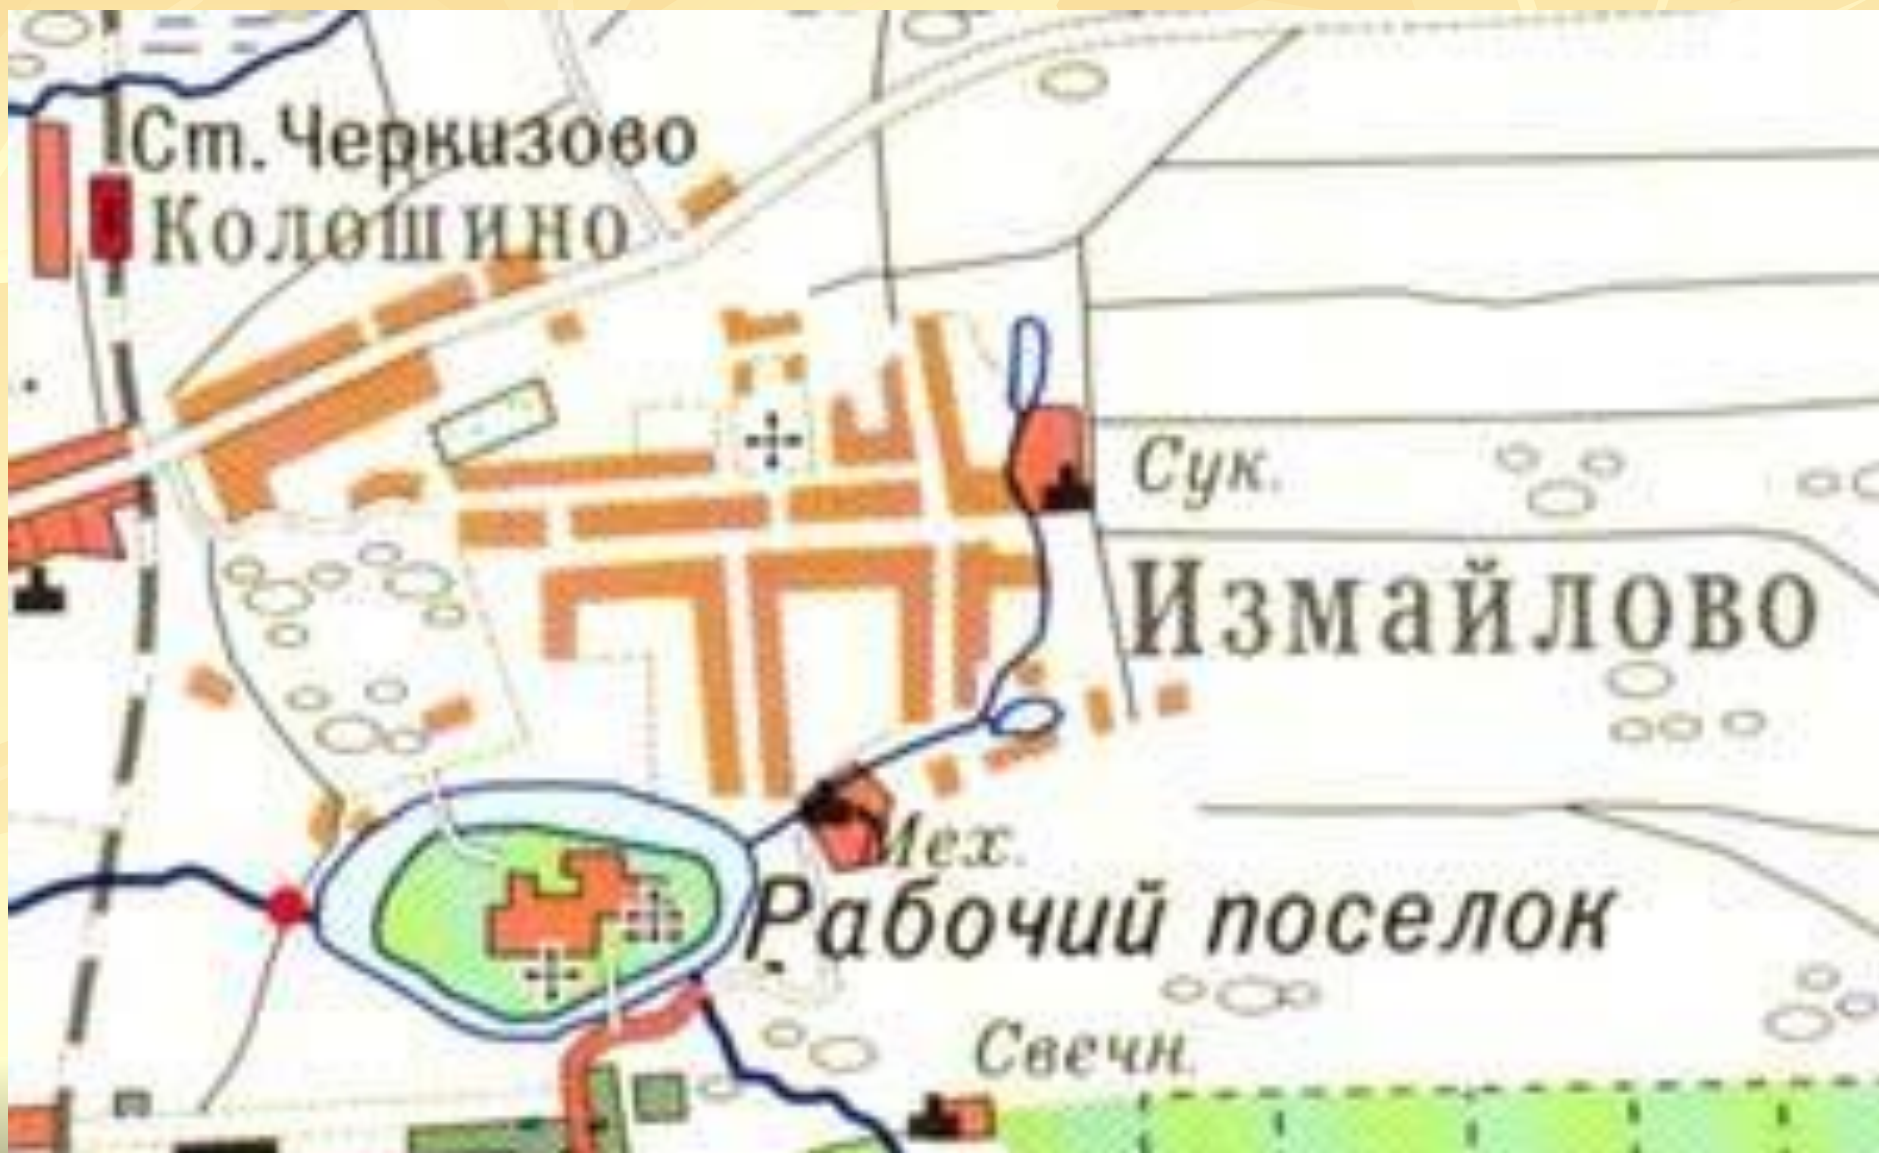 Ст. Черкизово
Колошино
Сук.
Измайлово
Мех.
Рабочий поселок
Свечн.